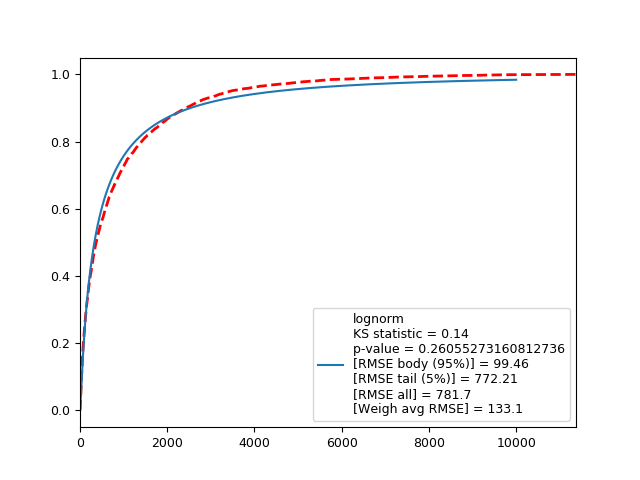 1.0
0.8
0.6
0.4
0.2
0.0
lognorm
KS statistic = 0.14
p-value = 0.26055273160812736
[RMSE body (95%)] = 99.46
[RMSE tail (5%)] = 772.21
[RMSE all] = 781.7
[Weigh avg RMSE] = 133.1
0 2000 4000 6000 8000 10000